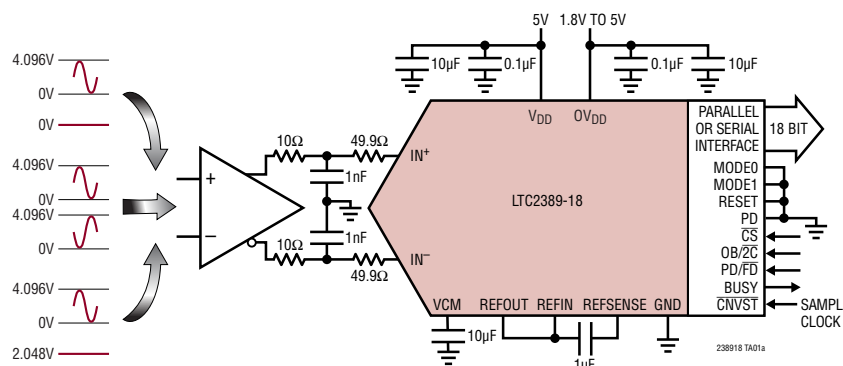 5V 1.8V TO 5V
10µF 0.1µF 0.1µF 10µF
4.096V
0V
0V
4.096V
0V
4.096V
0V
4.096V
0V
2.048V
+
−
10Ω 49.9Ω
1nF
1nF
10Ω 49.9Ω
IN+
IN−
VDD OVDD
LTC2389-18
VCM REFOUT REFIN REFSENSE GND
10µF
1µF
PARALLEL
OR SERIAL
INTERFACE
18 BIT
MODE0
MODE1
RESET
PD
CS
OB/2C
PD/FD
BUSY
CNVST
SAMPL
CLOCK
238918 TA01a